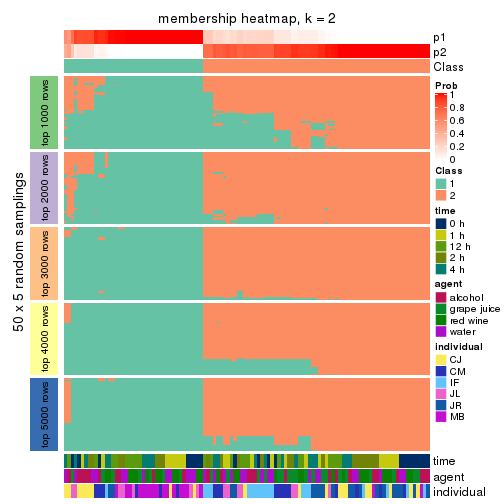 membership heatmap, k = 2
p1
p2
Class
50 x 5 random samplings
top 1000 rows
top 2000 rows
top 3000 rows
top 4000 rows
top 5000 rows
time
agent
individual
Prob
1
0.8
0.6
0.4
0.2
0
Class
1
2
time
0 h
1 h
12 h
2 h
4 h
agent
alcohol
grape juice
red wine
water
individual
CJ
CM
IF
JL
JR
MB